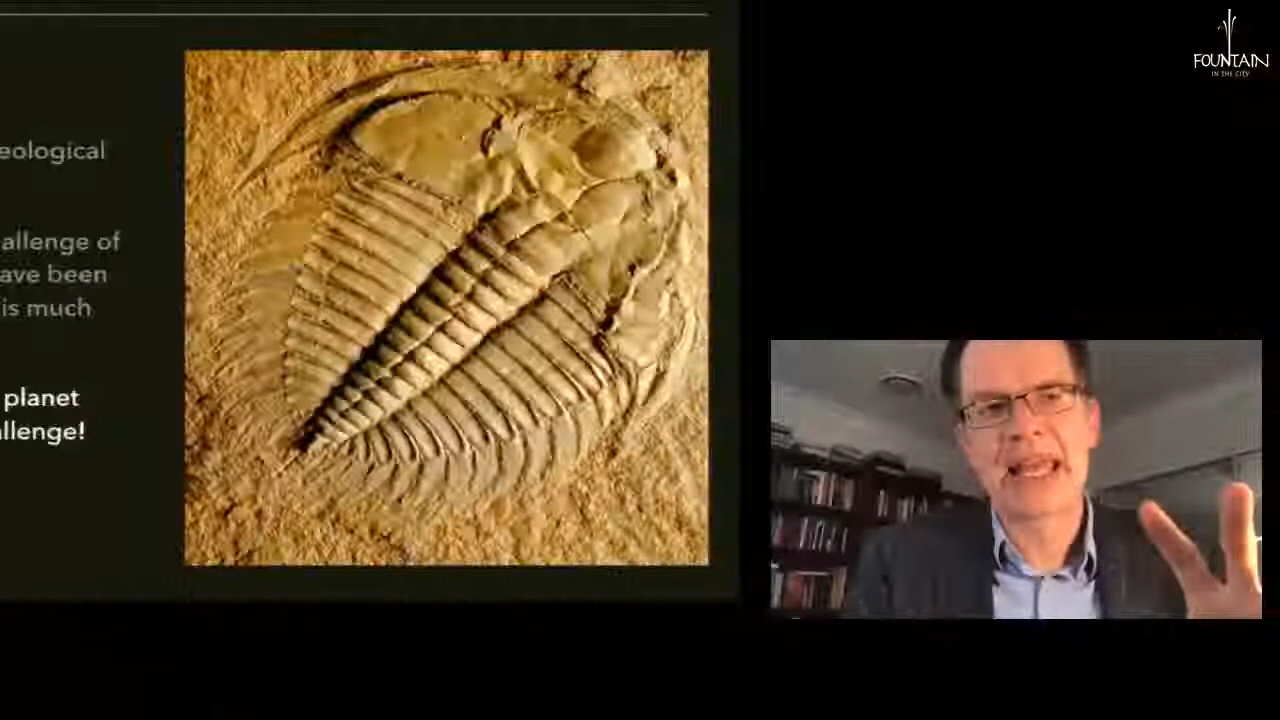 eological
allenge of
ave been
is much
planet
allenge!
FOUNTAIN
IN THE CITY